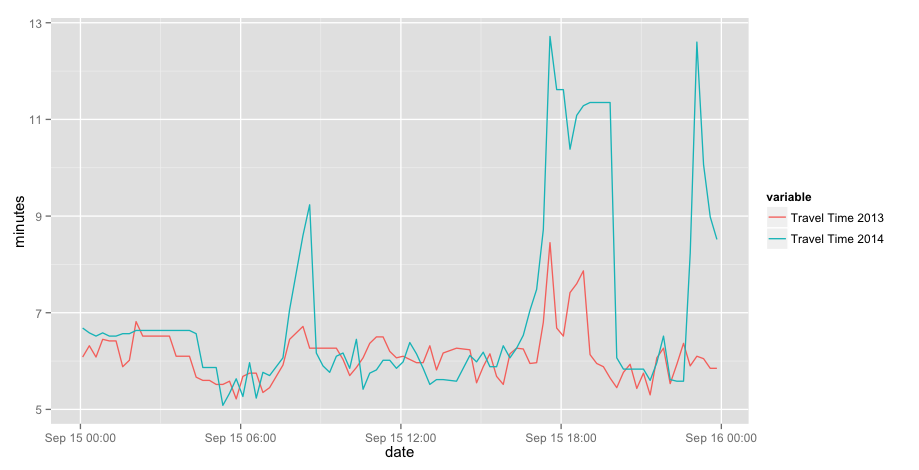 13
11
9
7
5
minutes
Sep 15 00:00
Sep 15 06:00
Sep 15 12:00
Sep 15 18:00
Sep 16 00:00
date
variable
Travel Time 2013
Travel Time 2014